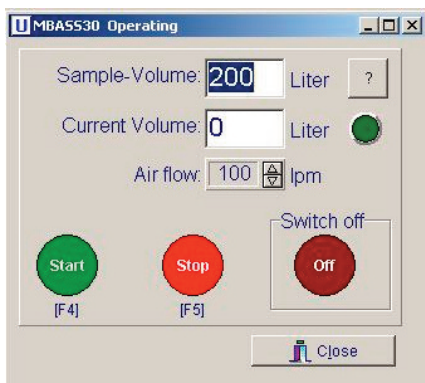 U MBASS30 Operating
Sample-Volume: 200 Liter ?
Current Volume: 0 Liter
Air flow: 100 lpm
Switch off
Start Stop Off
[F4] [F5]
Close